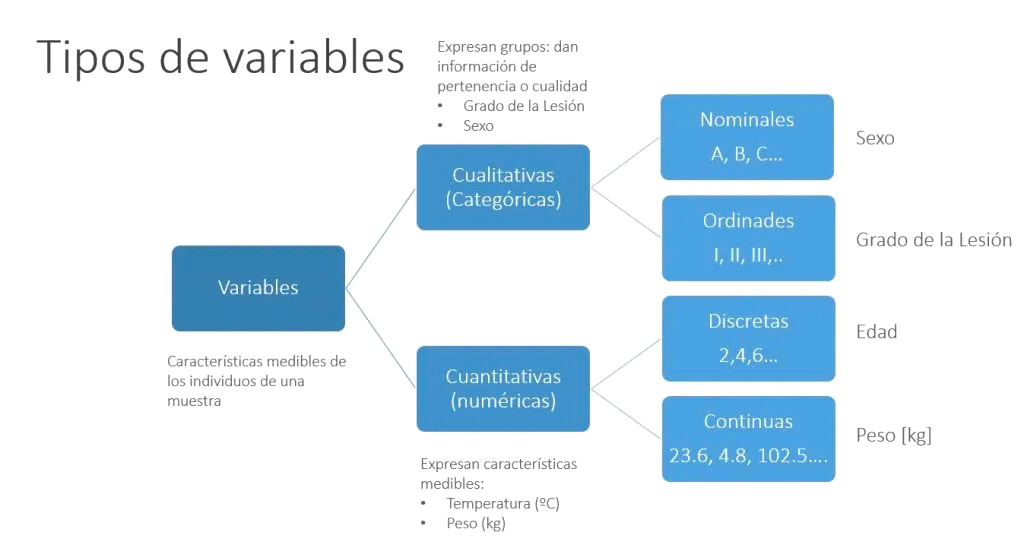 Tipos de variables
Expresan grupos: dan
información de
pertenencia o cualidad
• Grado de la Lesión
• Sexo
Variables
Características medibles de
los individuos de una
muestra
Cualitativas
(Categóricas)
Nominales
A, B, C...
Sexo
Ordinades
I, II, III,..
Grado de la Lesión
Cuantitativas
(numéricas)
Expresan características
medibles:
• Temperatura (ºC)
• Peso (kg)
Discretas
2,4,6...
Edad
Continuas
23.6, 4.8, 102.5....
Peso [kg]